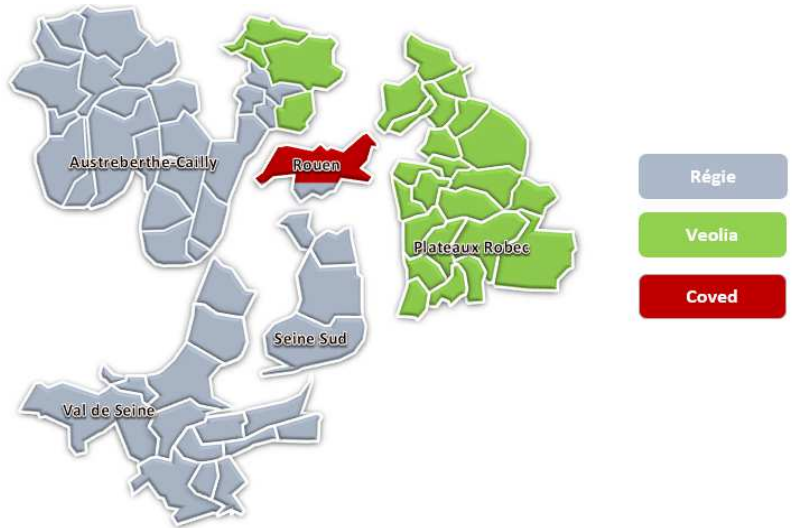 Austreberthe-Cailly
Rouen
Plateaux Robec
Seine Sud
Val de Seine
Régie
Veolia
Coved